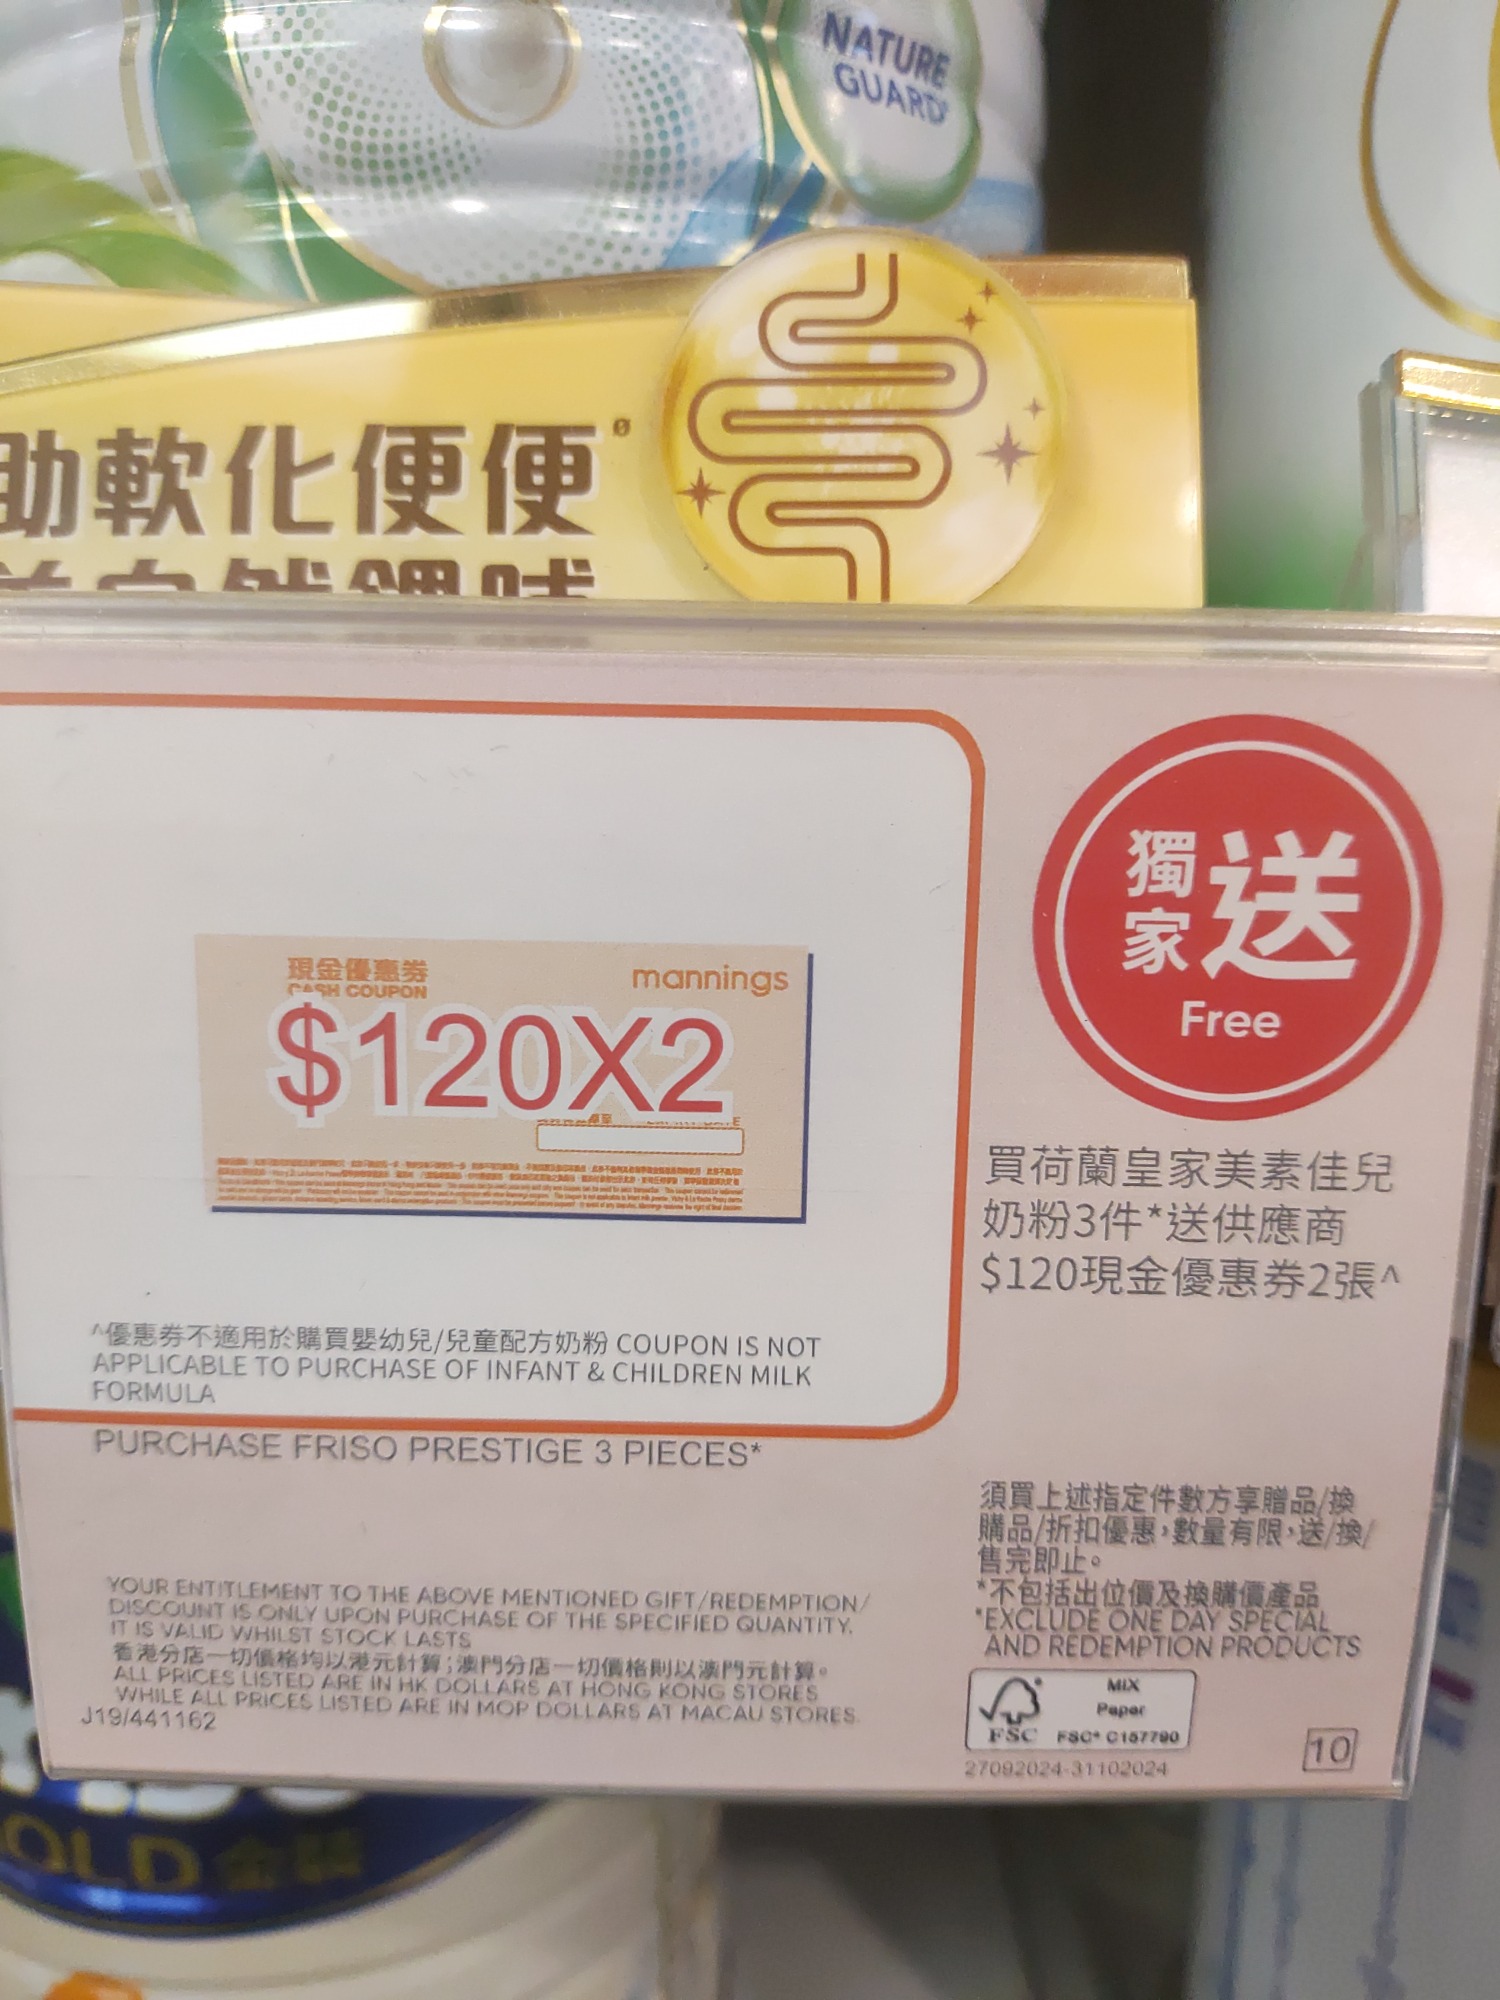 NATURE
GUARD
助軟化便便ø
現金優惠券
CASH COUPON
mannings
$120X2
獨家送
Free
買荷蘭皇家美素佳兒
奶粉3件*送供應商
$120現金優惠券2張^
^優惠券不適用於購買嬰幼兒/兒童配方奶粉 COUPON IS NOT
APPLICABLE TO PURCHASE OF INFANT & CHILDREN MILK
FORMULA
PURCHASE FRISO PRESTIGE 3 PIECES*
須買上述指定件數方享贈品/換
購品/折扣優惠，數量有限，送/換/
售完即止。
*不包括出位價及換購價產品
*EXCLUDE ONE DAY SPECIAL
AND REDEMPTION PRODUCTS
YOUR ENTITLEMENT TO THE ABOVE MENTIONED GIFT/REDEMPTION/
DISCOUNT IS ONLY UPON PURCHASE OF THE SPECIFIED QUANTITY.
IT IS VALID WHILST STOCK LASTS
香港分店一切價格均以港元計算；澳門分店一切價格則以澳門元計算。
ALL PRICES LISTED ARE IN HK DOLLARS AT HONG KONG STORES
WHILE ALL PRICES LISTED ARE IN MOP DOLLARS AT MACAU STORES.
J19/441162
MIX
Paper
FSC FSC® C157790
27092024-31102024
10
OLD 金裝